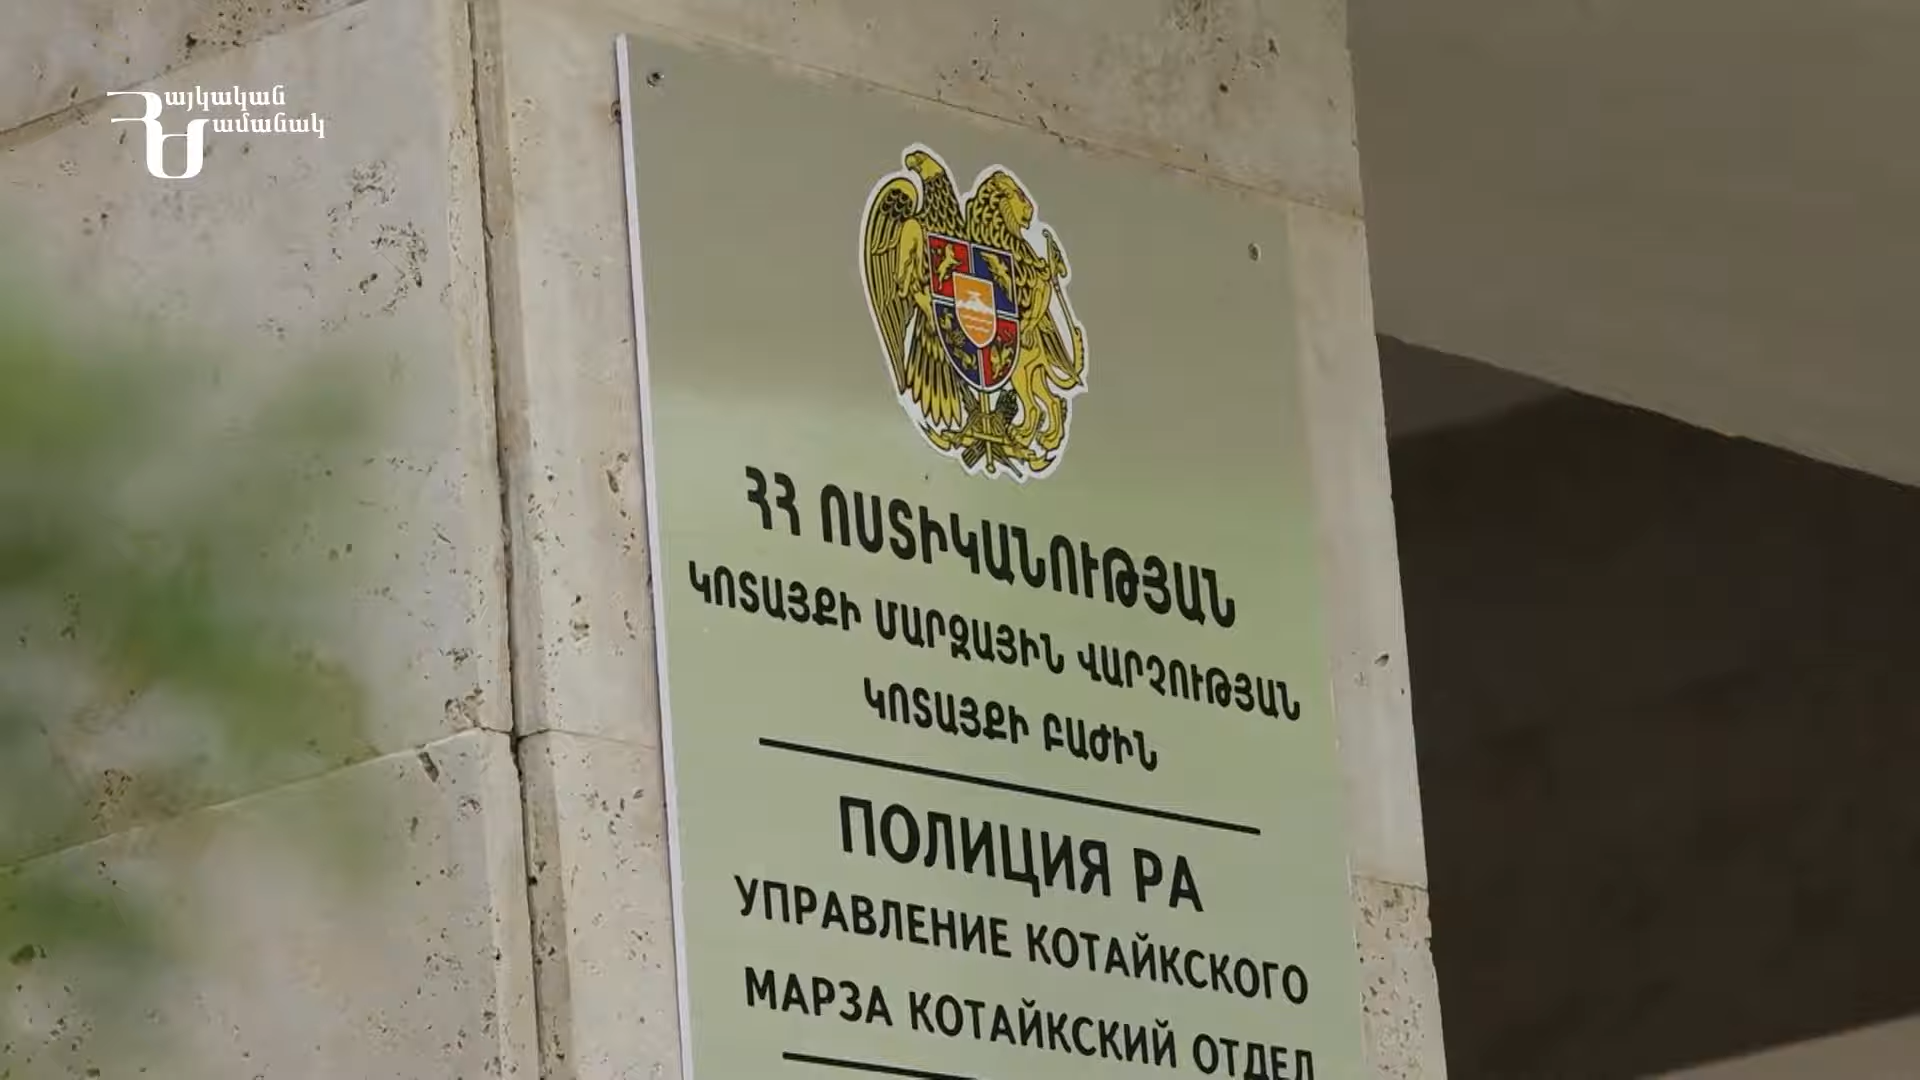 Հայկական
Ժամանակ
ՀՀ ՈՍՏԻԿԱՆՈՒԹՅԱՆ
ԿՈՏԱՅՔԻ ՄԱՐԶԱՅԻՆ ՎԱՐՉՈՒԹՅԱՆ
ԿՈՏԱՅՔԻ ԲԱԺԻՆ
ПОЛИЦИЯ РА
УПРАВЛЕНИЕ КОТАЙКСКОГО
МАРЗА КОТАЙКСКИЙ ОТДЕЛ